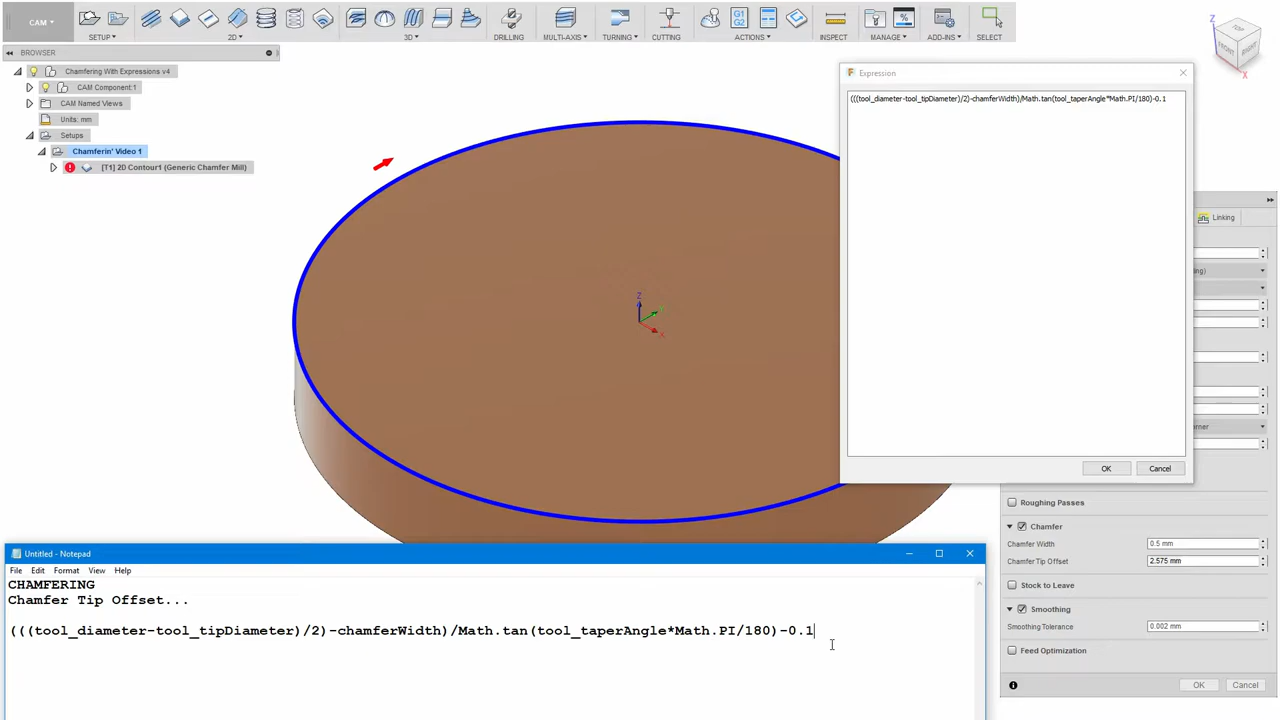 CAM
SETUP
2D
3D
DRILLING
MULTI-AXIS
TURNING
CUTTING
G1
G2
ACTIONS
INSPECT
MANAGE
ADD-INS
SELECT
BROWSER
Chamfering With Expressions v4
CAM Component:1
CAM Named Views
Units: mm
Setups
Chamferin' Video 1
[T1] 2D Contour1 (Generic Chamfer Mill)
Z
TOP
FRONT
RIGHT
X
Expression
(((tool_diameter-tool_tipDiameter)/2)-chamferWidth)/Math.tan(tool_taperAngle*Math.PI/180)-0.1
OK
Cancel
Z
Y
X
Linking
Roughing Passes
Chamfer
Chamfer Width
0.5 mm
Chamfer Tip Offset
2.575 mm
Stock to Leave
Smoothing
Smoothing Tolerance
0.002 mm
Feed Optimization
OK
Cancel
Untitled - Notepad
File Edit Format View Help
CHAMFERING
Chamfer Tip Offset...
(((tool_diameter-tool_tipDiameter)/2)-chamferWidth)/Math.tan(tool_taperAngle*Math.PI/180)-0.1